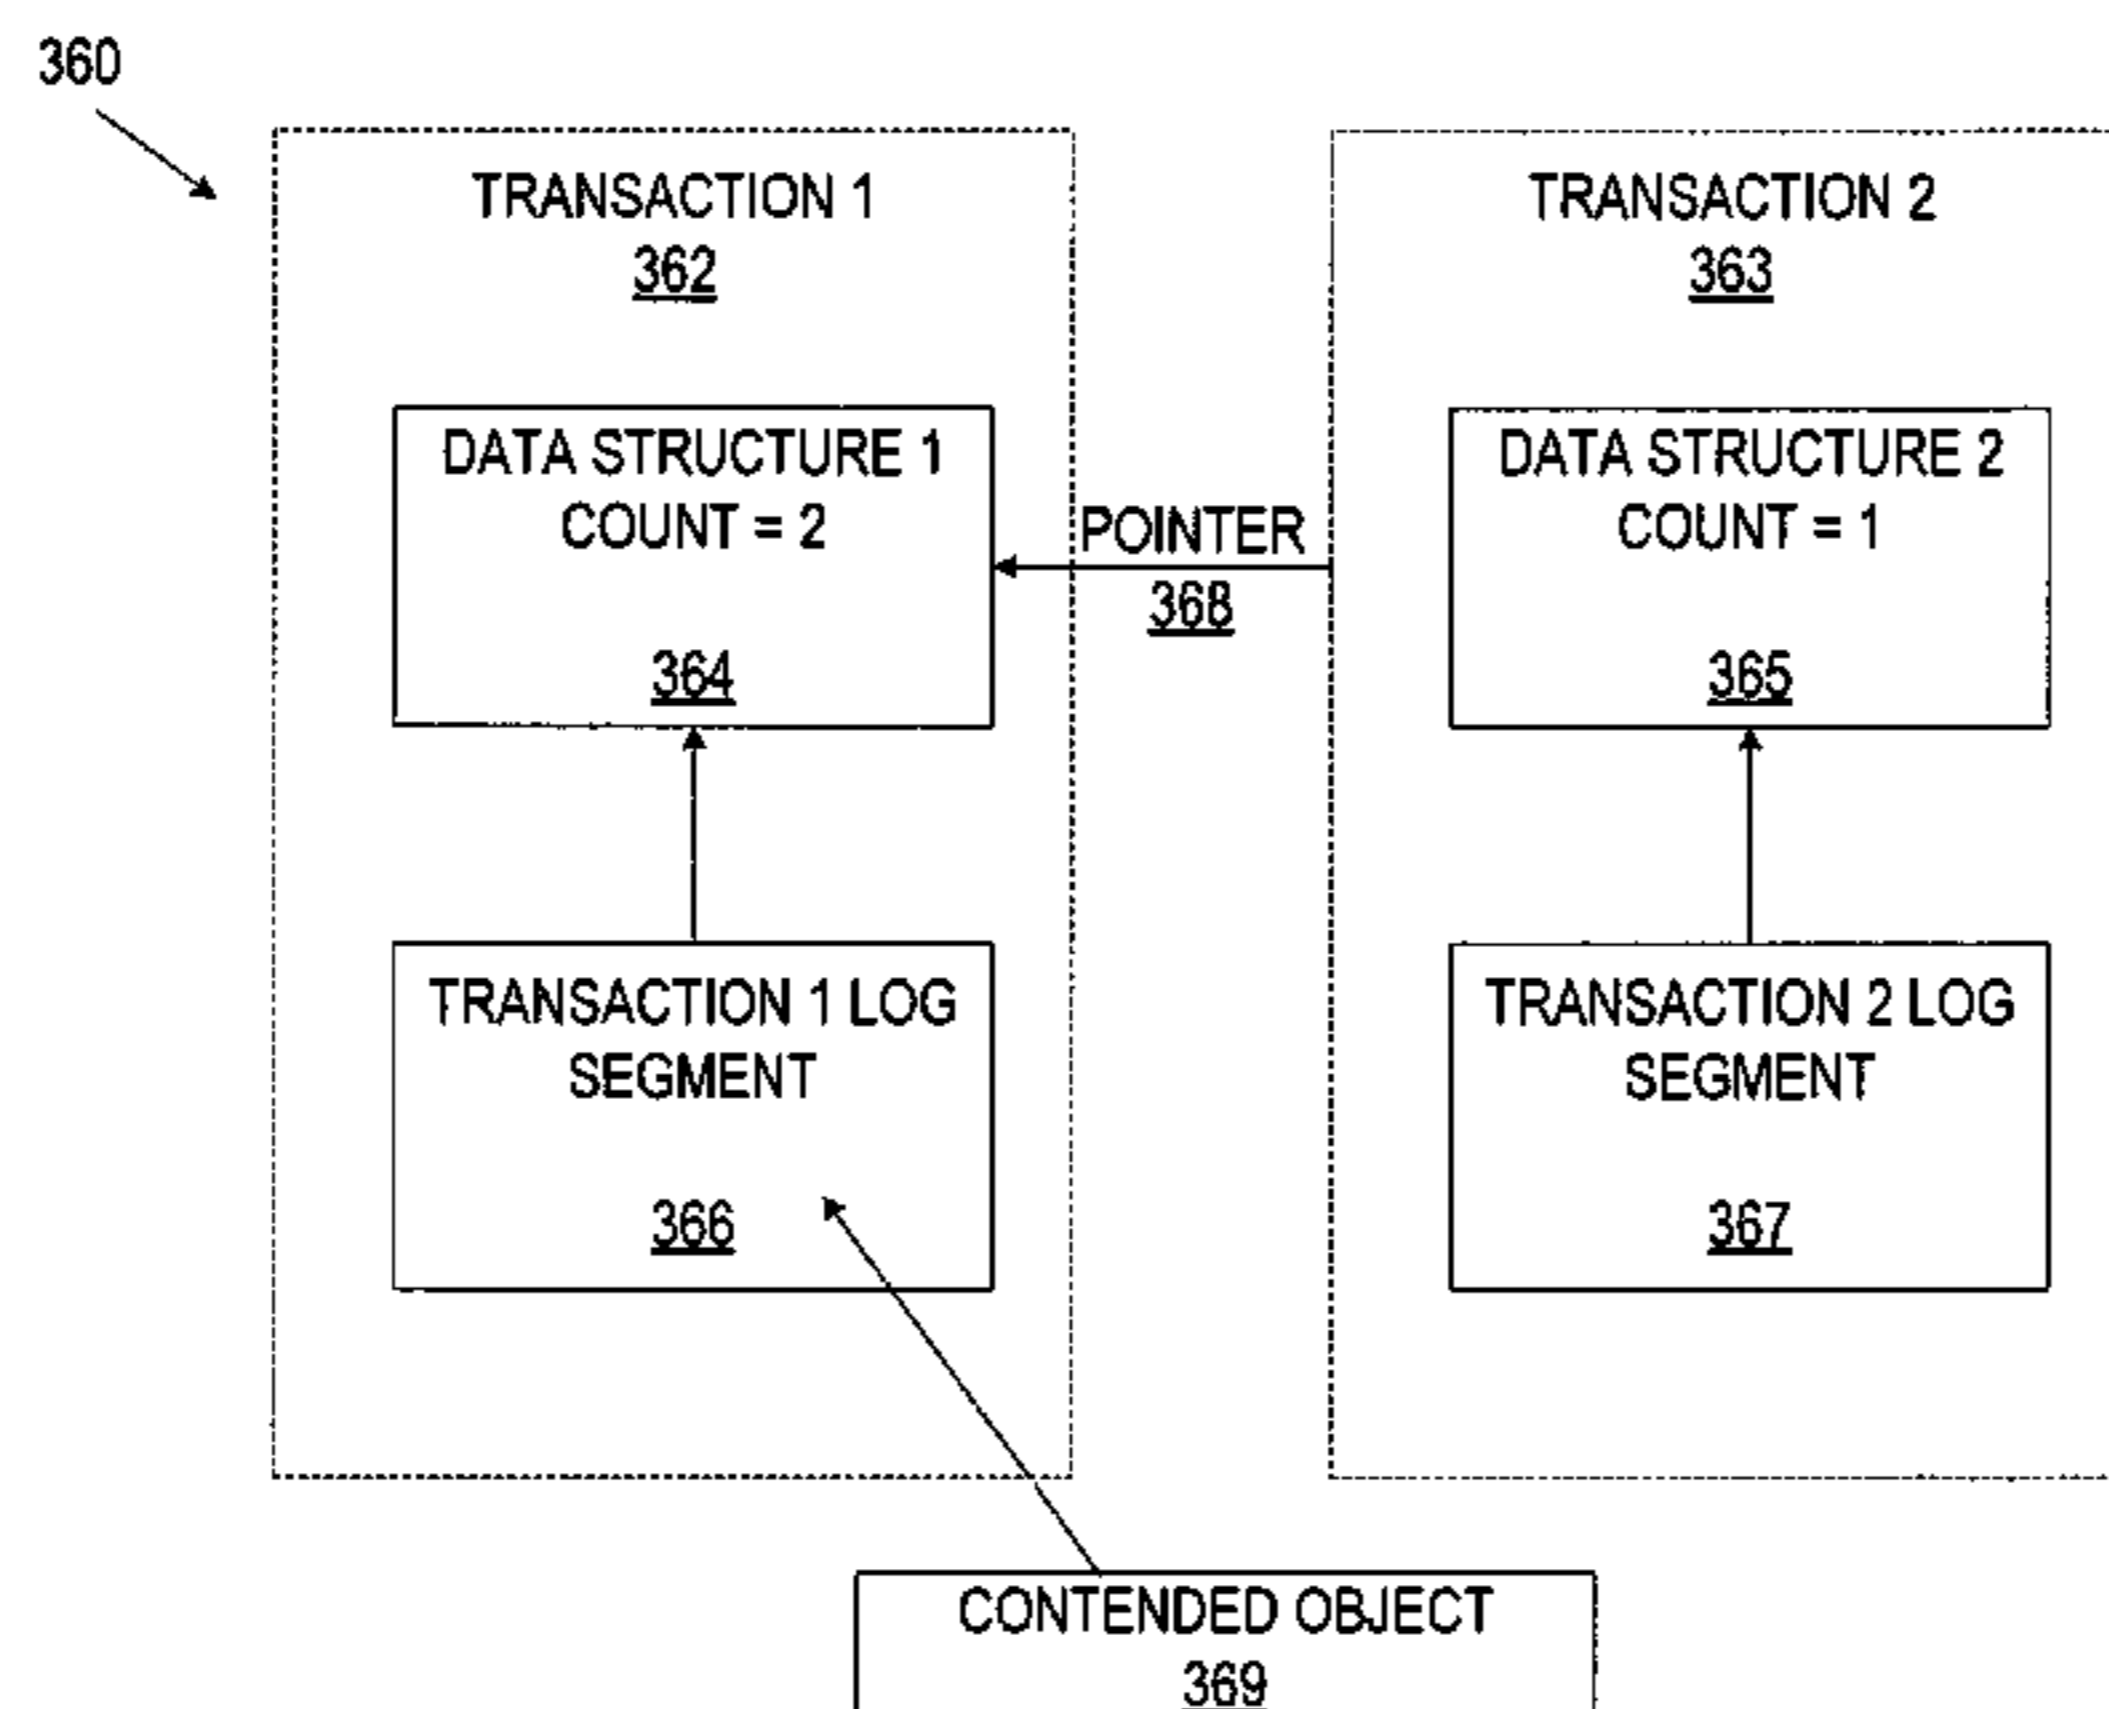 360
TRANSACTION 1
362
DATA STRUCTURE 1
COUNT = 2
364
TRANSACTION 1 LOG
SEGMENT
366
POINTER
368
TRANSACTION 2
363
DATA STRUCTURE 2
COUNT = 1
365
TRANSACTION 2 LOG
SEGMENT
367
CONTENDED OBJECT
369